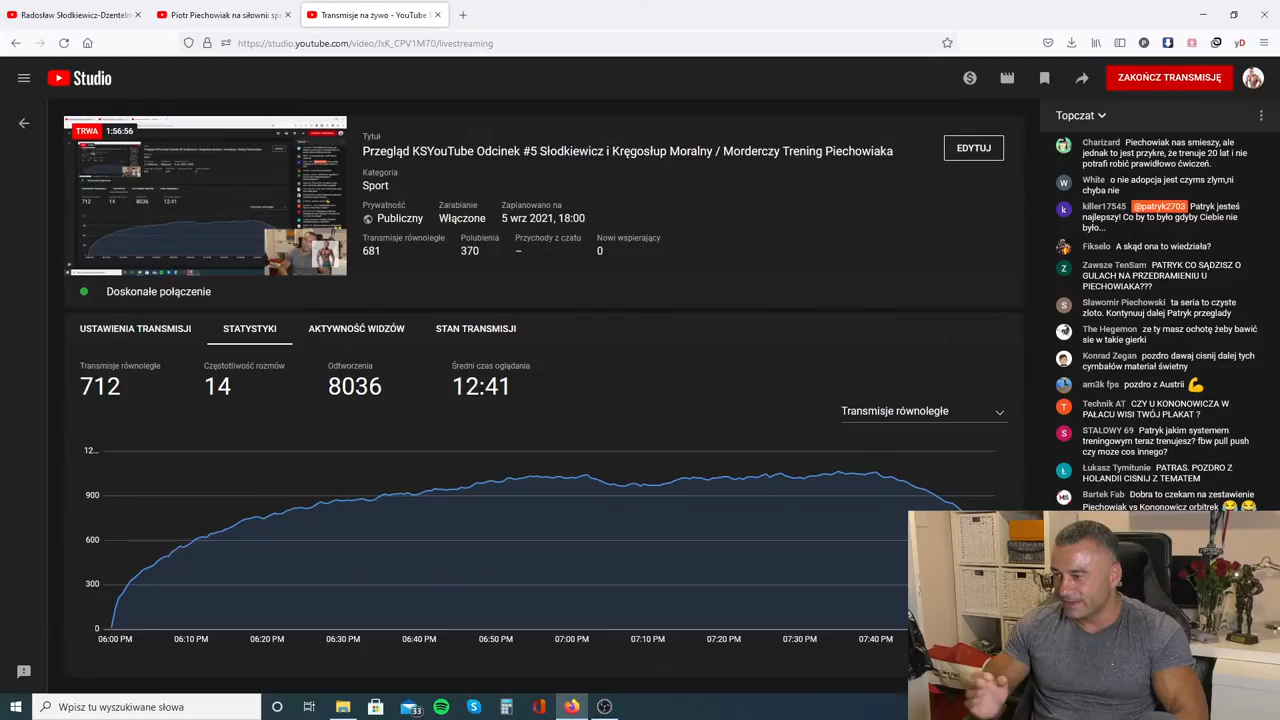 Radosław Słodkiewicz-Dżentelm
Piotr Piechowiak na siłowni: spr
Transmisje na żywo - YouTube S
https://studio.youtube.com/video/JxK_CPV1M70/livestreaming
Studio
ZAKOŃCZ TRANSMISJĘ
TRWA 1:56:56
Tytuł
Przegląd KSYouTube Odcinek #5 Słodkiewicz i Kręgosłup Moralny / Mistrzowy Trening Piechowiaka
EDYTUJ
Kategoria
Sport
Prywatność Zarabianie Zaplanowano na
Publiczny 5 wrz 2021, 18:00
Transmisje równoległe Polubienia Przychody z czatu Nowi wspierający
681 370 – 0
Doskonałe połączenie
USTAWIENIA TRANSMISJI STATYSTYKI AKTYWNOŚĆ WIDZÓW STAN TRANSMISJI
Transmisje równoległe Częstotliwość rozmów Odtworzenia Średni czas oglądania
712 14 8036 12:41
Transmisje równoległe
12...
900
600
300
0
06:00 PM 06:10 PM 06:20 PM 06:30 PM 06:40 PM 06:50 PM 07:00 PM 07:10 PM 07:20 PM 07:30 PM 07:40 PM
Topczat
Charizard Piechowiak nas smieszy, ale
jednak to jest przykre, że trenuje 20 lat i nie
potrafi robić prawidłowo ćwiczeń.
White o nie adopcja jest czyms zlym,ni
chyba nie
killer17545 @patryk2703 Patryk jesteś
najlepszy! Co by to było gdyby Ciebie nie
było...
Fikselo A skąd ona to wiedziała?
Zawsze TenSam PATRYK CO SĄDZISZ O
GULACH NA PRZEDRAMIENIU U
PIECHOWIAKA???
Slawomir Piechowski ta seria to czyste
zloto. Kontynuuj dalej Patryk przeglady
The Hegemon ze ty masz ochotę żeby bawić
sie w takie gierki
Konrad Zegan pozdro dawaj cisnij dalej tych
cymbałów materiał świetny
am3k fps pozdro z Austrii
Technik AT CZY U KONONOWICZA W
PAŁACU WISI TWÓJ PLAKAT ?
STALOWY 69 Patryk jakim systemem
treningowym teraz trenujesz? fbw pull push
czy moze cos innego?
Łukasz Tymitunie PATRAS. POZDRO Z
HOLANDII CISNIJ Z TEMATEM
Bartek Fab Dobra to czekam na zestawienie
Piechowiak vs Kononowicz orbitrek
Wpisz tu wyszukiwane słowa
33